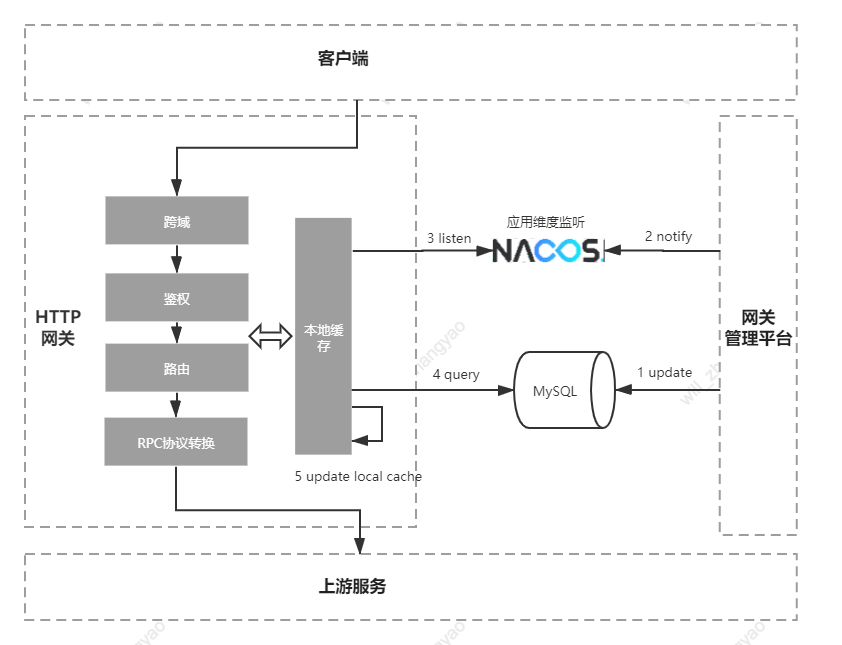 客户端
跨域
鉴权
路由
RPC协议转换
HTTP
网关
本地缓
存
3 listen
应用维度监听
NACOS.
2 notify
网关
管理平台
4 query
MySQL
1 update
5 update local cache
上游服务